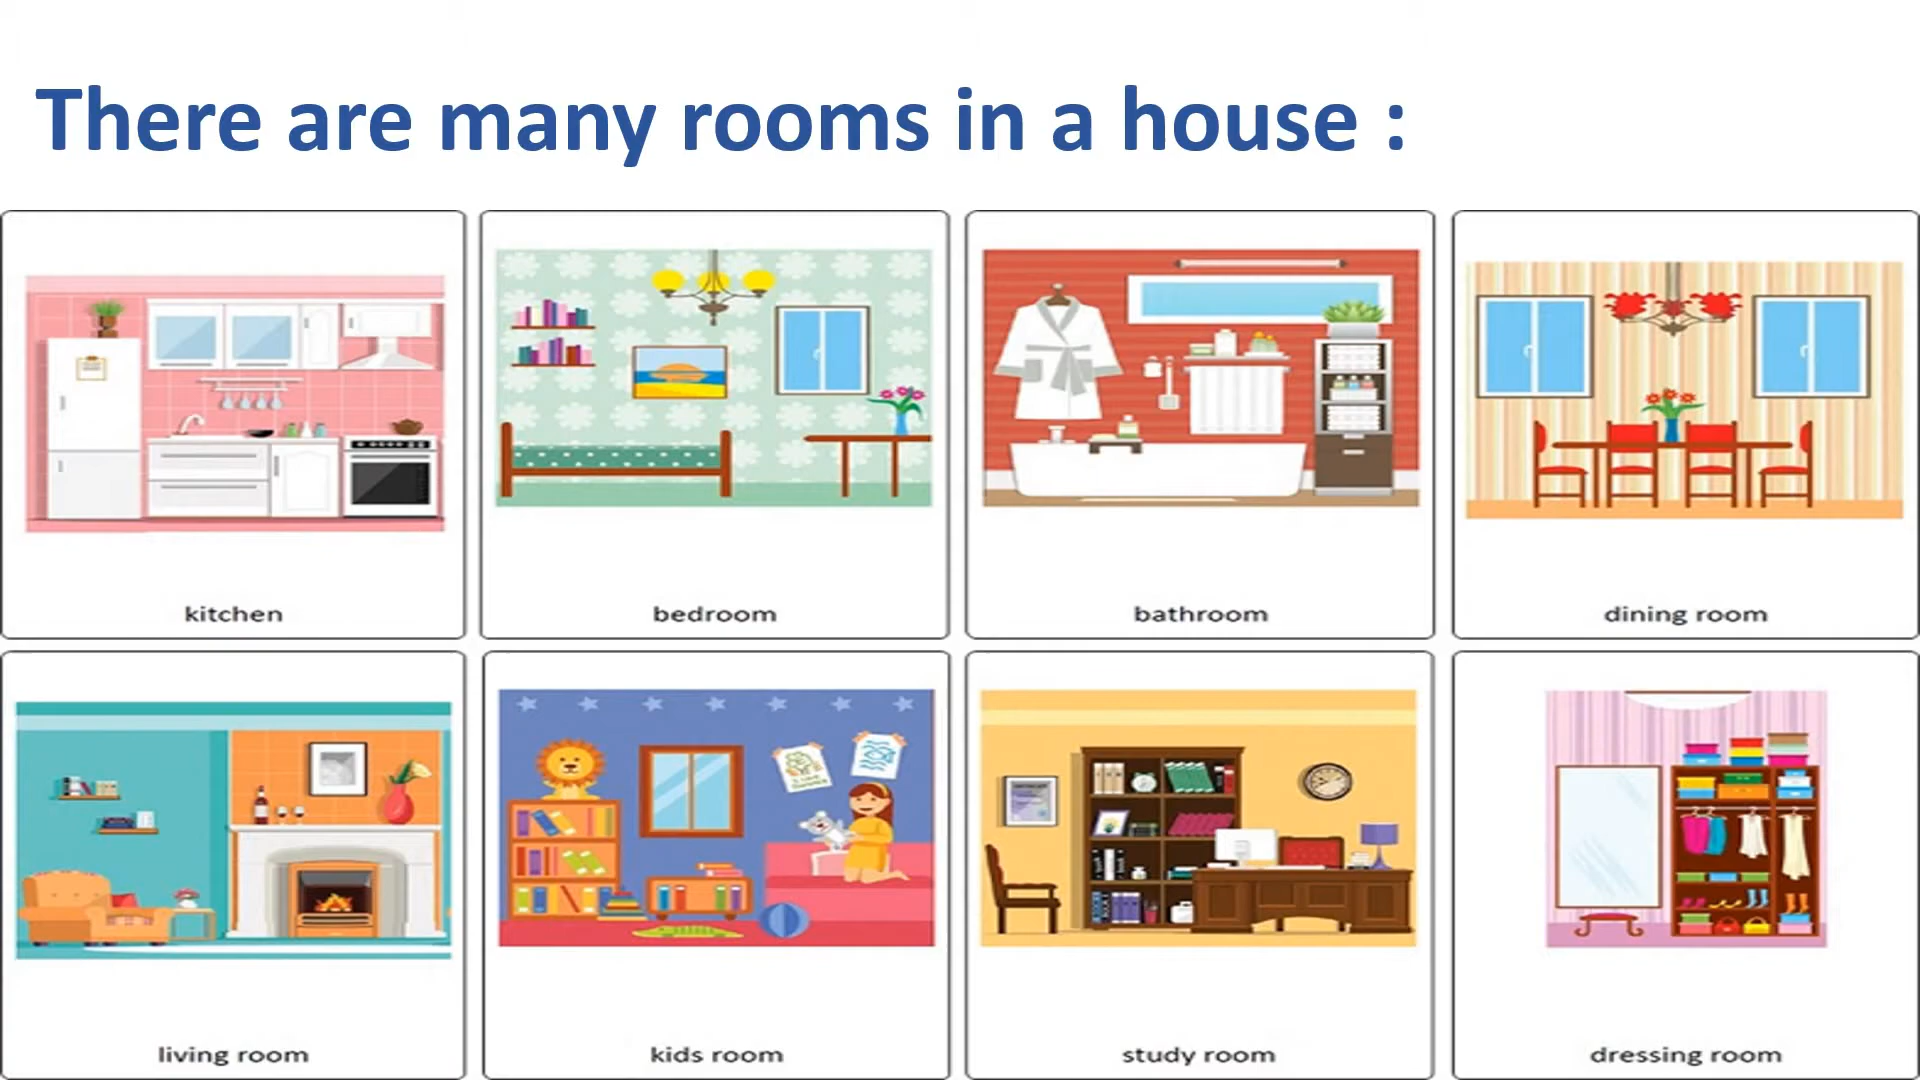 There are many rooms in a house :
kitchen
bedroom
bathroom
dining room
living room
kids room
study room
dressing room